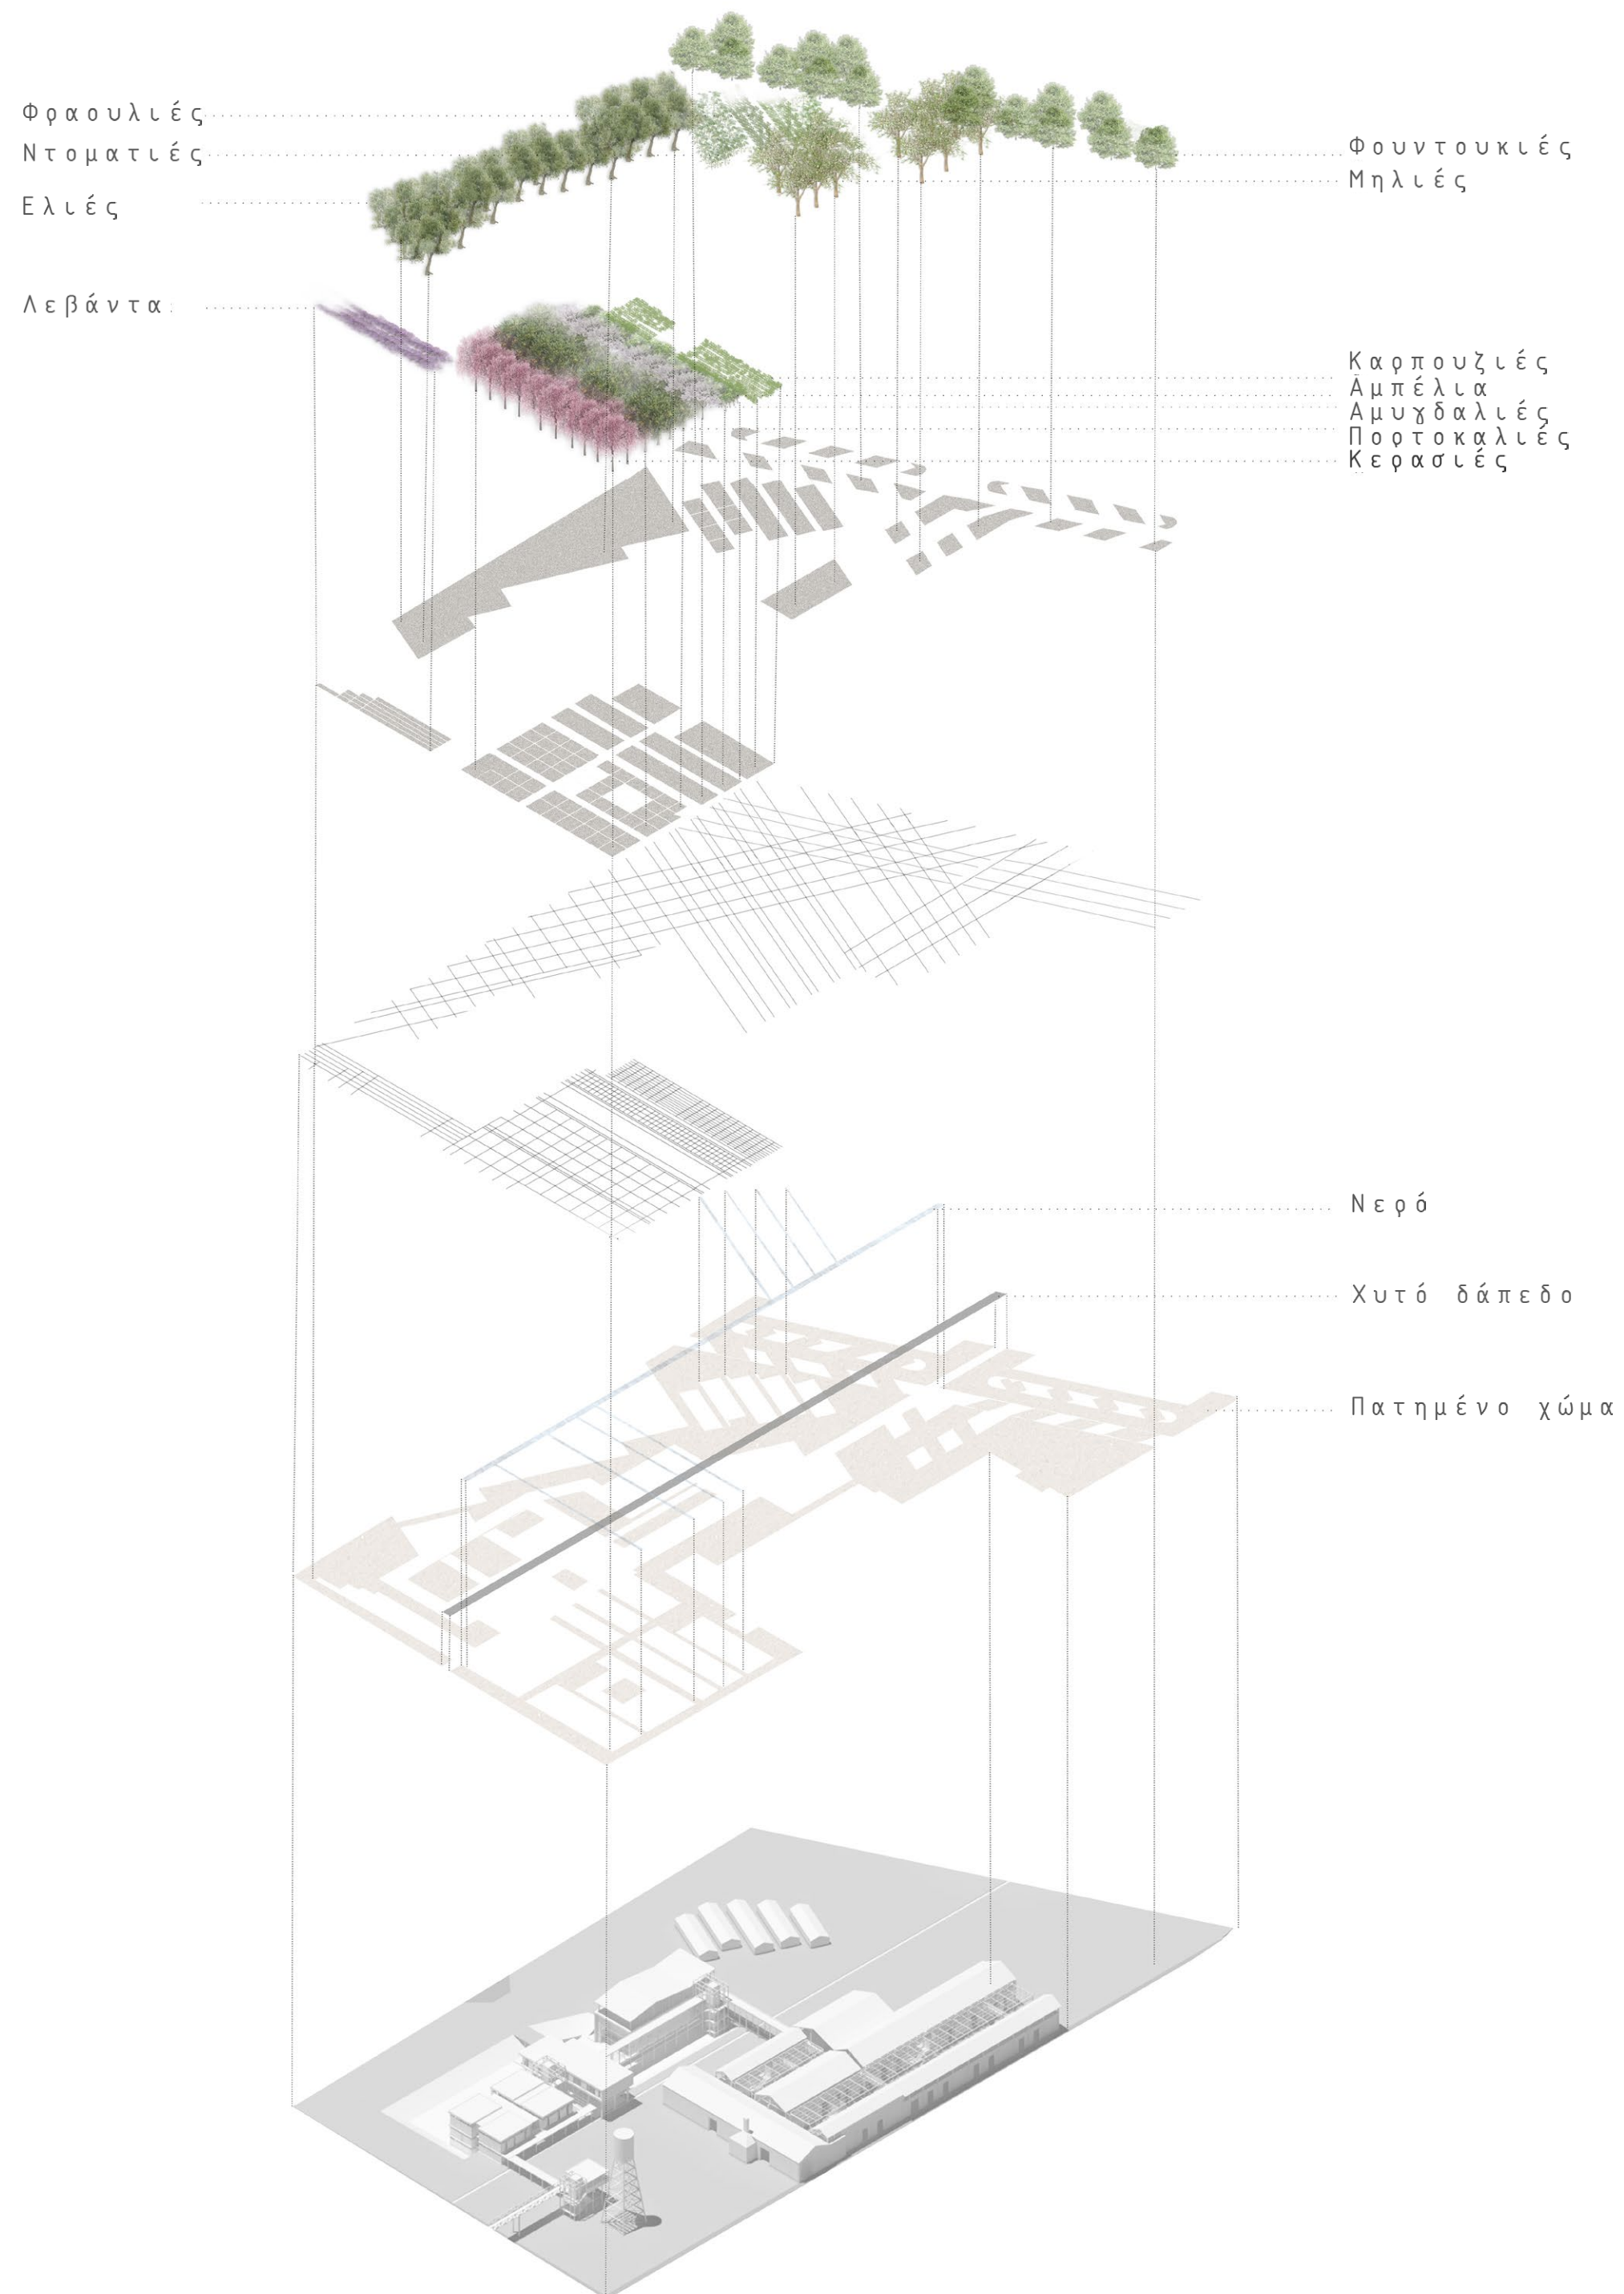 Φραουλιές
Ντοματιές
Ελιές
Λεβάντα
Φουντουκιές
Μηλιές
Καρπουζιές
Αμπέλια
Αμυγδαλιές
Πορτοκαλιές
Κερασιές
Νερό
Χυτό δάπεδο
Πατημένο χώμα